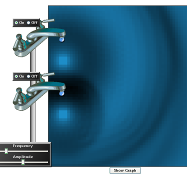 On Off
On Off
Frequency
Amplitude
Show Graph